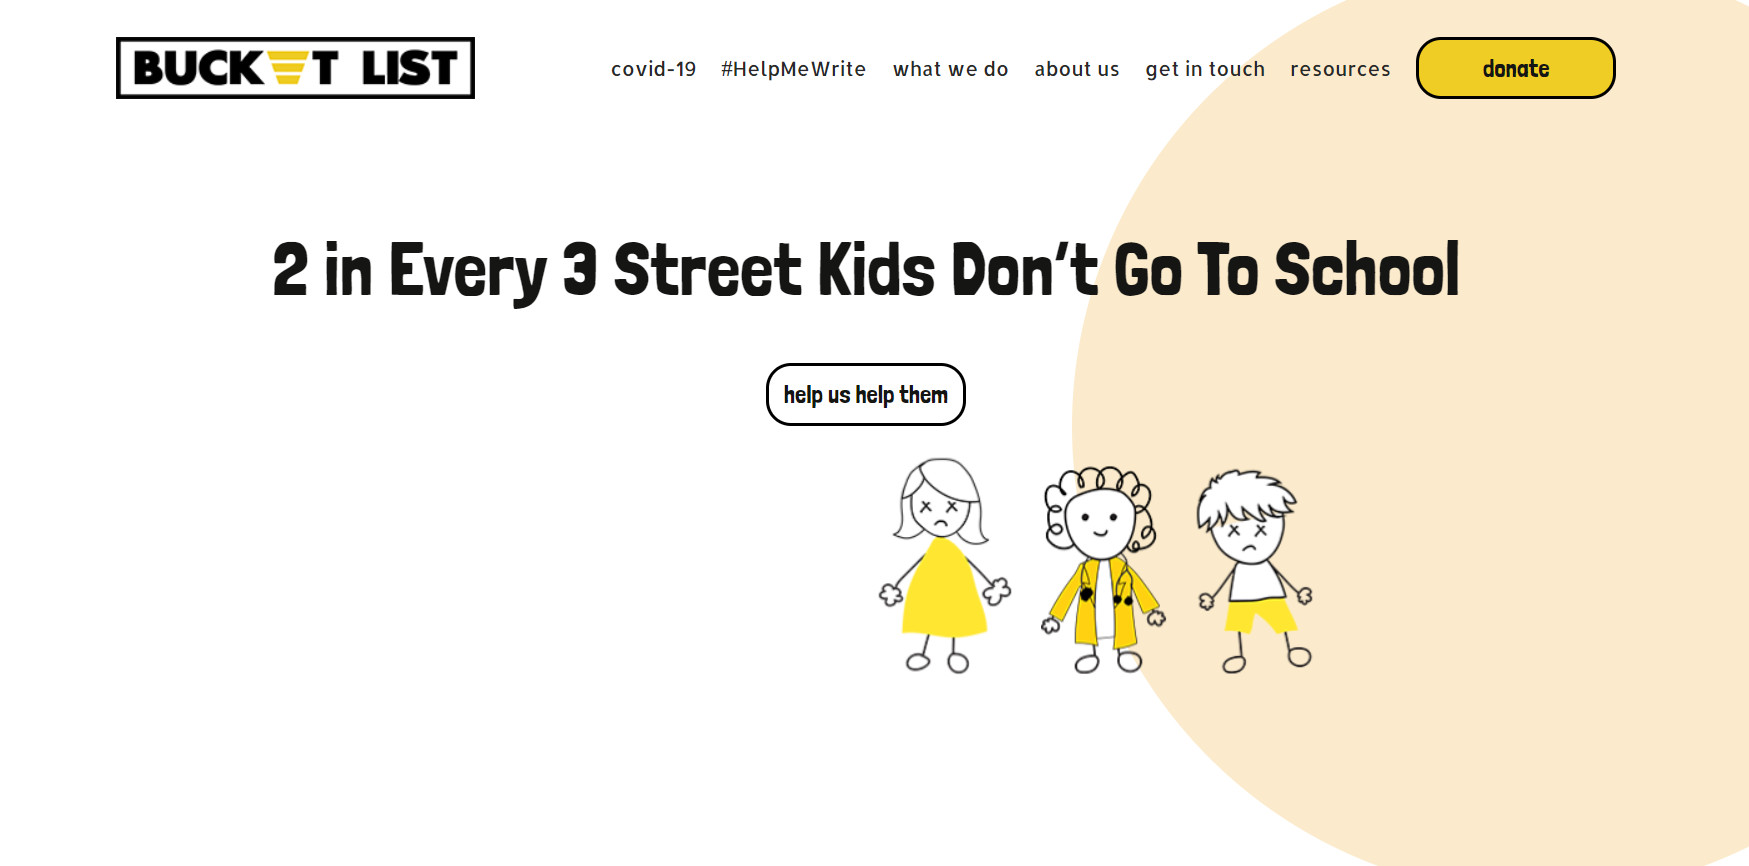 BUCKET LIST
covid-19 #HelpMeWrite what we do about us get in touch resources donate
2 in Every 3 Street Kids Don't Go To School
help us help them